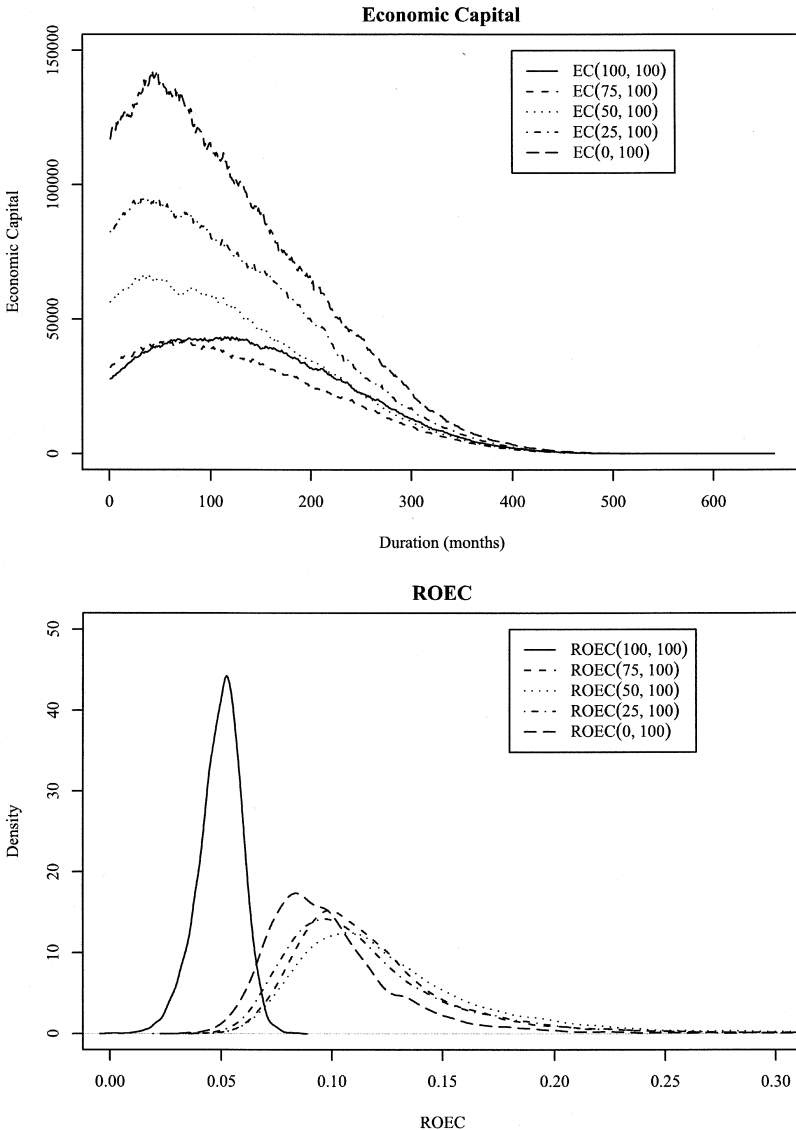 Economic Capital
150000
100000
50000
0
Economic Capital
EC(100, 100)
EC(75, 100)
EC(50, 100)
EC(25, 100)
EC(0, 100)
0 100 200 300 400 500 600
Duration (months)
ROEC
50
40
30
20
10
0
Density
ROEC(100, 100)
ROEC(75, 100)
ROEC(50, 100)
ROEC(25, 100)
ROEC(0, 100)
0.00 0.05 0.10 0.15 0.20 0.25 0.30
ROEC